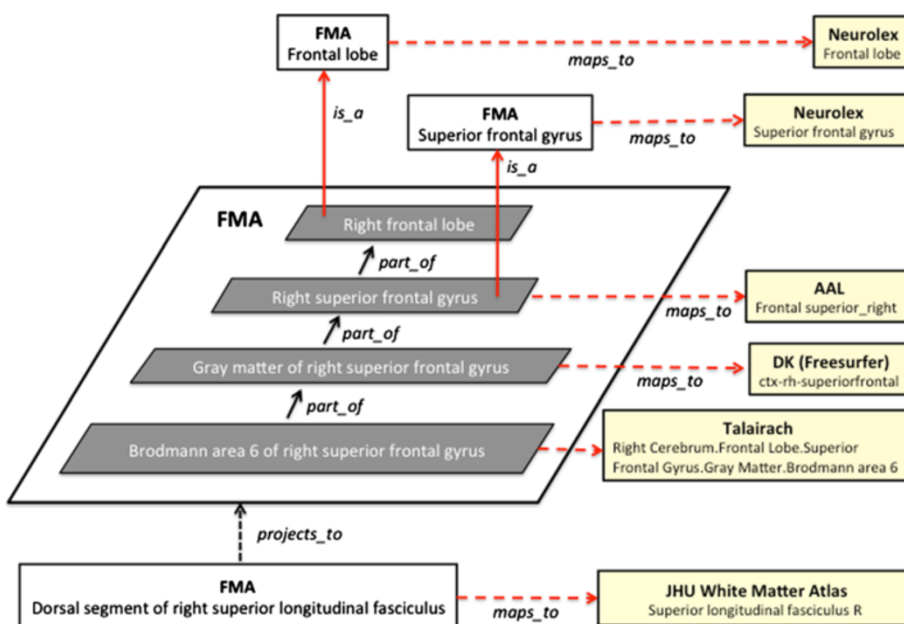 FMA
Frontal lobe
maps_to
Neurolex
Frontal lobe
is_a
FMA
Superior frontal gyrus
maps_to
Neurolex
Superior frontal gyrus
is_a
FMA
Right frontal lobe
part_of
Right superior frontal gyrus
maps_to
AAL
Frontal superior_right
part_of
Gray matter of right superior frontal gyrus
maps_to
DK (Freesurfer)
ctx-rh-superiorfrontal
part_of
Brodmann area 6 of right superior frontal gyrus
Talairach
Right Cerebrum.Frontal Lobe.Superior
Frontal Gyrus.Gray Matter.Brodmann area 6
projects_to
FMA
Dorsal segment of right superior longitudinal fasciculus
maps_to
JHU White Matter Atlas
Superior longitudinal fasciculus R